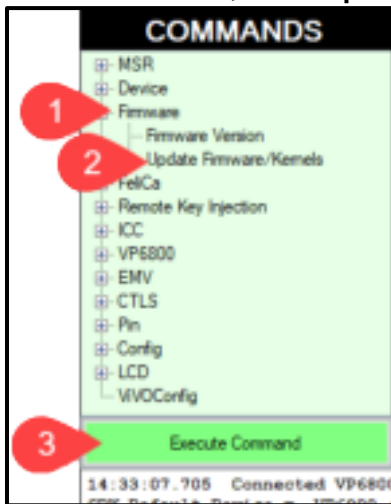 COMMANDS
MSR
Device
1
Firmware
Firmware Version
2
Update Firmware/Kernels
FeliCa
Remote Key Injection
ICC
VP6800
EMV
CTLS
Pin
Config
LCD
ViVOConfig
3
Execute Command
14:33:07.705 Connected VP680